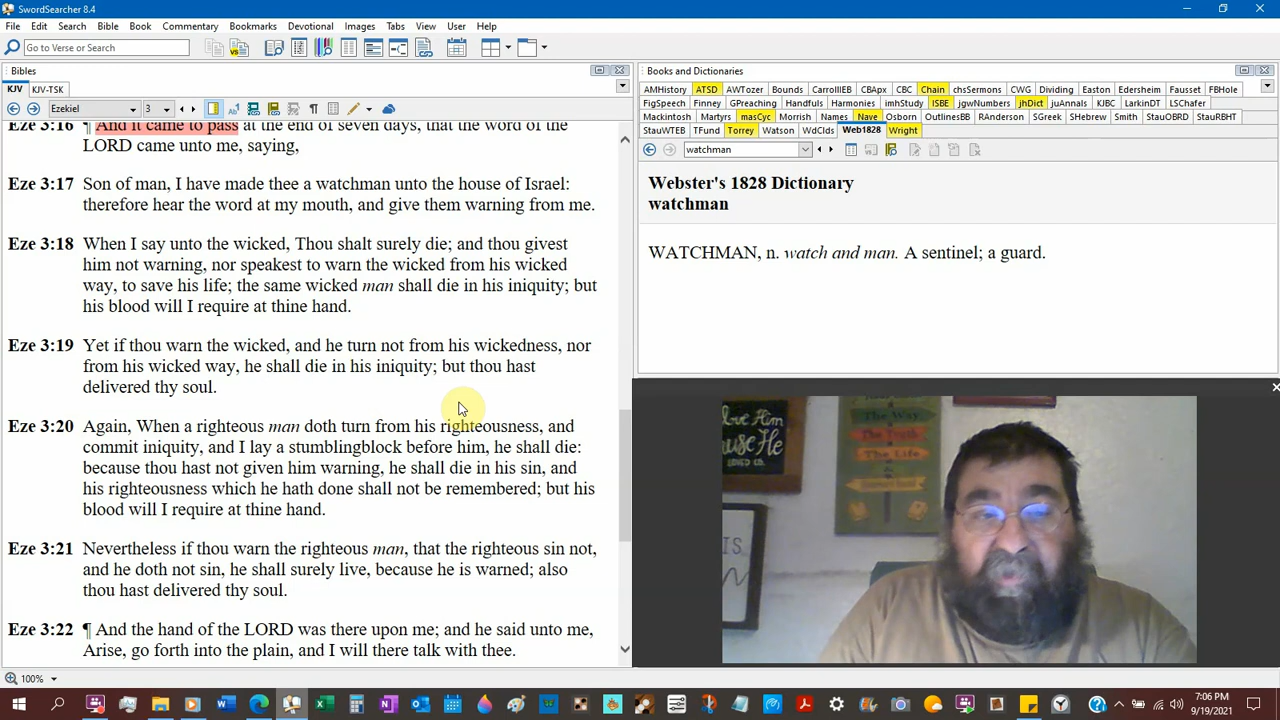 SwordSearcher 8.4
File Edit Search Bible Book Commentary Bookmarks Devotional Images Tabs View User Help
Go to Verse or Search
Bibles
KJV KJV-TSK
Ezekiel 3
Eze 3:16 ¶ And it came to pass at the end of seven days, that the word of the
LORD came unto me, saying,
Eze 3:17 Son of man, I have made thee a watchman unto the house of Israel:
therefore hear the word at my mouth, and give them warning from me.
Eze 3:18 When I say unto the wicked, Thou shalt surely die; and thou givest
him not warning, nor speakest to warn the wicked from his wicked
way, to save his life; the same wicked man shall die in his iniquity; but
his blood will I require at thine hand.
Eze 3:19 Yet if thou warn the wicked, and he turn not from his wickedness, nor
from his wicked way, he shall die in his iniquity; but thou hast
delivered thy soul.
Eze 3:20 Again, When a righteous man doth turn from his righteousness, and
commit iniquity, and I lay a stumblingblock before him, he shall die:
because thou hast not given him warning, he shall die in his sin, and
his righteousness which he hath done shall not be remembered; but his
blood will I require at thine hand.
Eze 3:21 Nevertheless if thou warn the righteous man, that the righteous sin not,
and he doth not sin, he shall surely live, because he is warned; also
thou hast delivered thy soul.
Eze 3:22 ¶ And the hand of the LORD was there upon me; and he said unto me,
Arise, go forth into the plain, and I will there talk with thee.
100%
Books and Dictionaries
AMHistory ATSD AWTozer Bounds CarrollEB CBApx CBC Chain chsSermons CWG Dividing Easton Edersheim Fausset FBHole
FigSpeech Finney GPreaching Handfuls Harmonies imhStudy ISBE jgwNumbers jhDict juAnnals KJBC LarkinDT LSChafer
Mackintosh Martyrs masCyc Morrish Names Nave Osborn OutlinesBB RAnderson SGreek SHebrew Smith StauOBRD StauRBHT
StauWTEB TFund Torrey Watson WdClds Web1828 Wright
watchman
Webster's 1828 Dictionary
watchman
WATCHMAN, n. watch and man. A sentinel; a guard.
Love Him
because He
LOVED
The Way
The Truth
The Life
IS
7:06 PM
9/19/2021